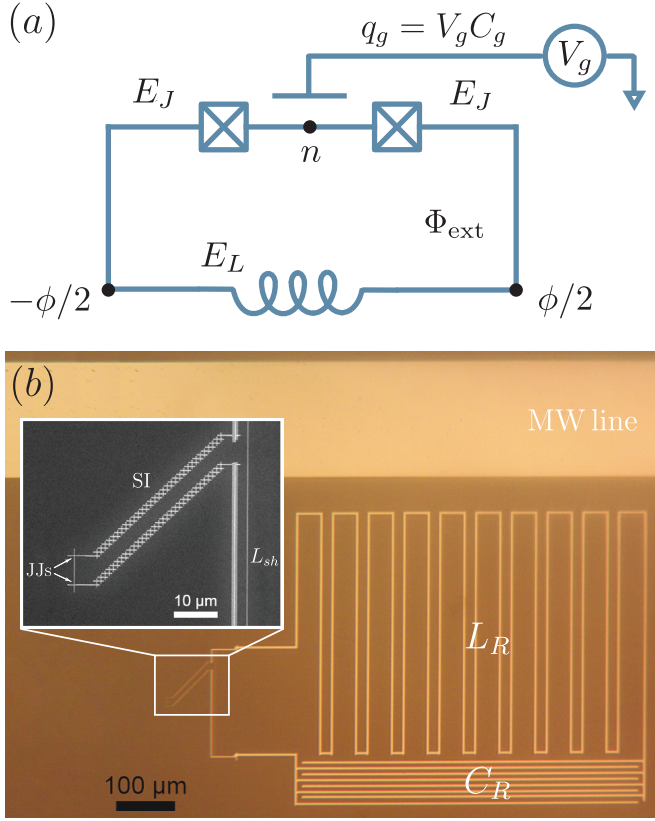 (a)
q_g = V_g C_g
V_g
E_J
E_J
n
Φ_ext
E_L
−ϕ/2
ϕ/2
(b)
MW line
SI
JJs
L_sh
10 μm
L_R
C_R
100 μm